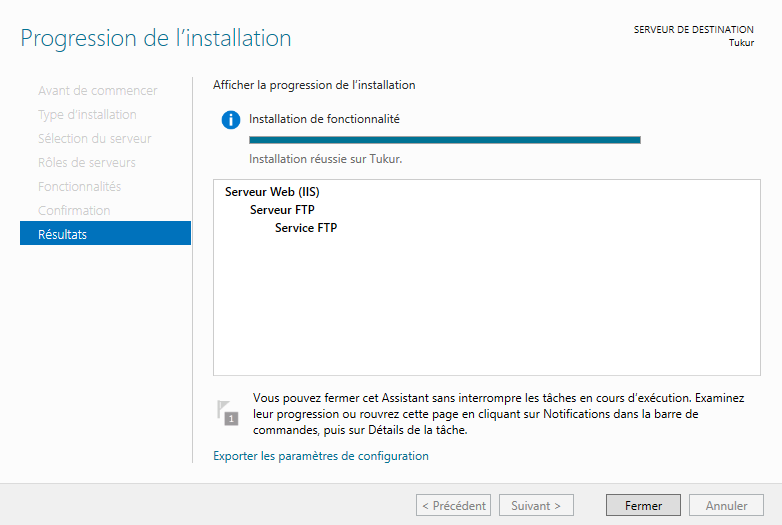 Progression de l'installation
SERVEUR DE DESTINATION
Tukur
Avant de commencer
Type d'installation
Sélection du serveur
Rôles de serveurs
Fonctionnalités
Confirmation
Résultats
Afficher la progression de l'installation
Installation de fonctionnalité
Installation réussie sur Tukur.
Serveur Web (IIS)
Serveur FTP
Service FTP
1
Vous pouvez fermer cet Assistant sans interrompre les tâches en cours d'exécution. Examinez
leur progression ou rouvrez cette page en cliquant sur Notifications dans la barre de
commandes, puis sur Détails de la tâche.
Exporter les paramètres de configuration
< Précédent
Suivant >
Fermer
Annuler